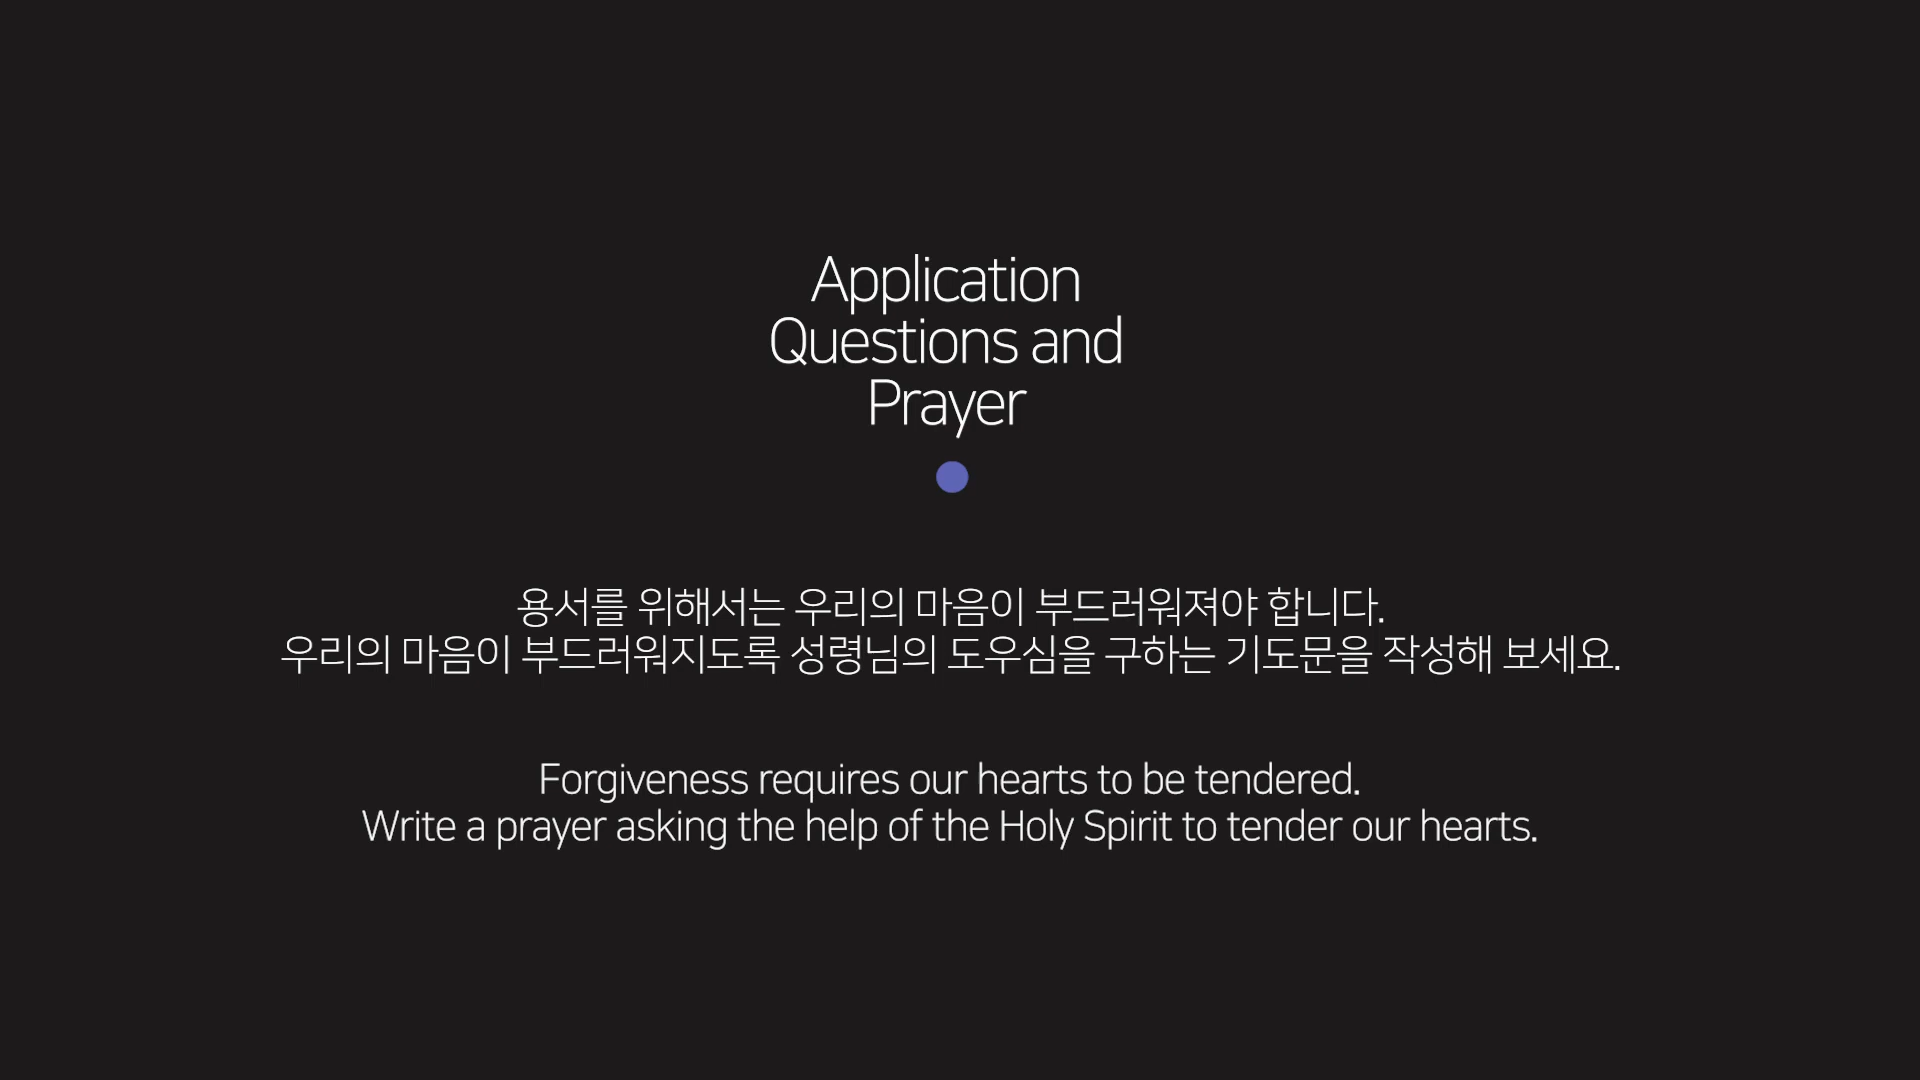 Application
Questions and
Prayer
용서를 위해서는 우리의 마음이 부드러워져야 합니다.
우리의 마음이 부드러워지도록 성령님의 도우심을 구하는 기도문을 작성해 보세요.
Forgiveness requires our hearts to be tendered.
Write a prayer asking the help of the Holy Spirit to tender our hearts.